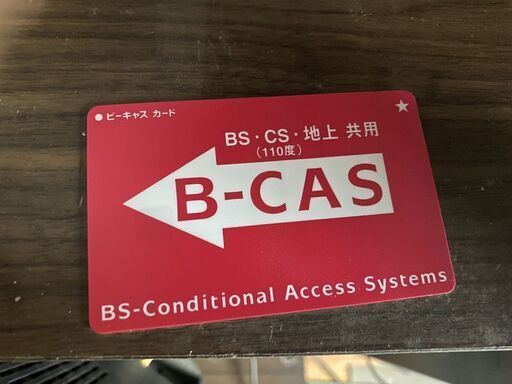 ● ビーキャス カード
★
BS・CS・地上 共用
(110度)
B-CAS
BS-Conditional Access Systems